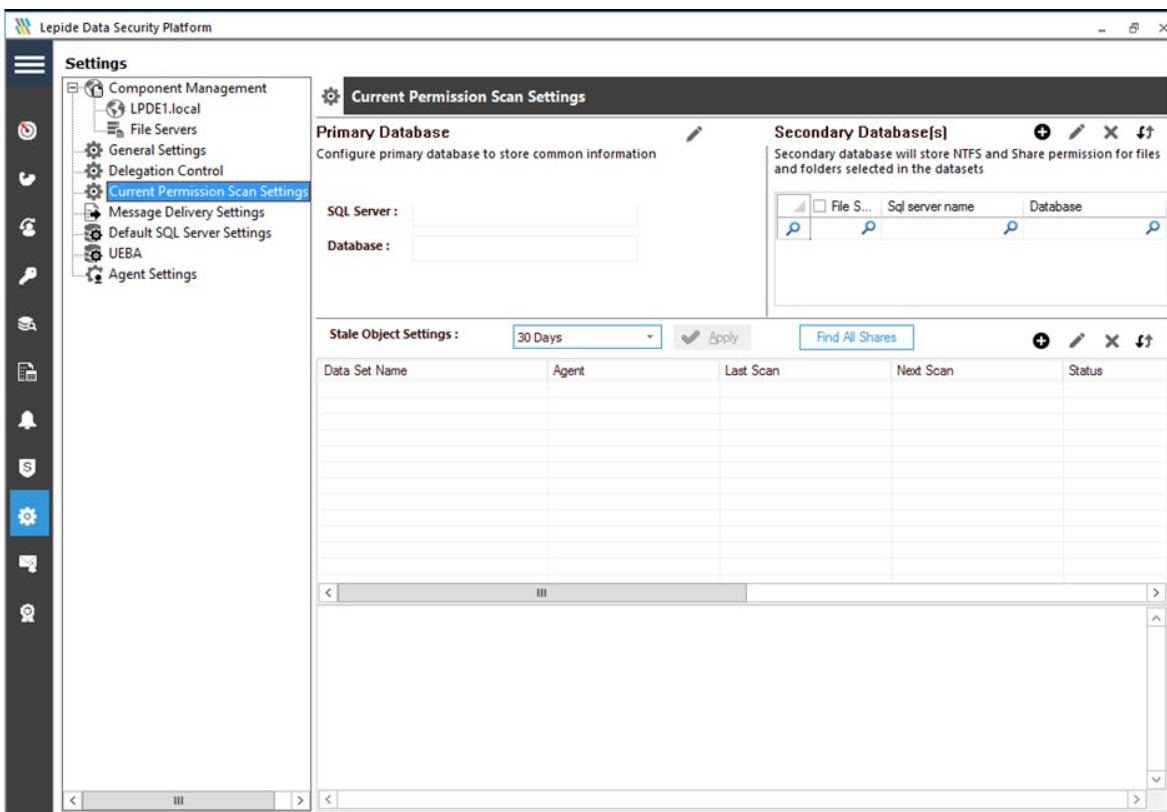 Lepide Data Security Platform
Settings
Component Management
LPDE1.local
File Servers
General Settings
Delegation Control
Current Permission Scan Settings
Message Delivery Settings
Default SQL Server Settings
UEBA
Agent Settings
Current Permission Scan Settings
Primary Database
Configure primary database to store common information
SQL Server :
Database :
Secondary Database(s)
Secondary database will store NTFS and Share permission for files
and folders selected in the datasets
File S... Sql server name Database
Stale Object Settings : 30 Days Apply Find All Shares
Data Set Name Agent Last Scan Next Scan Status